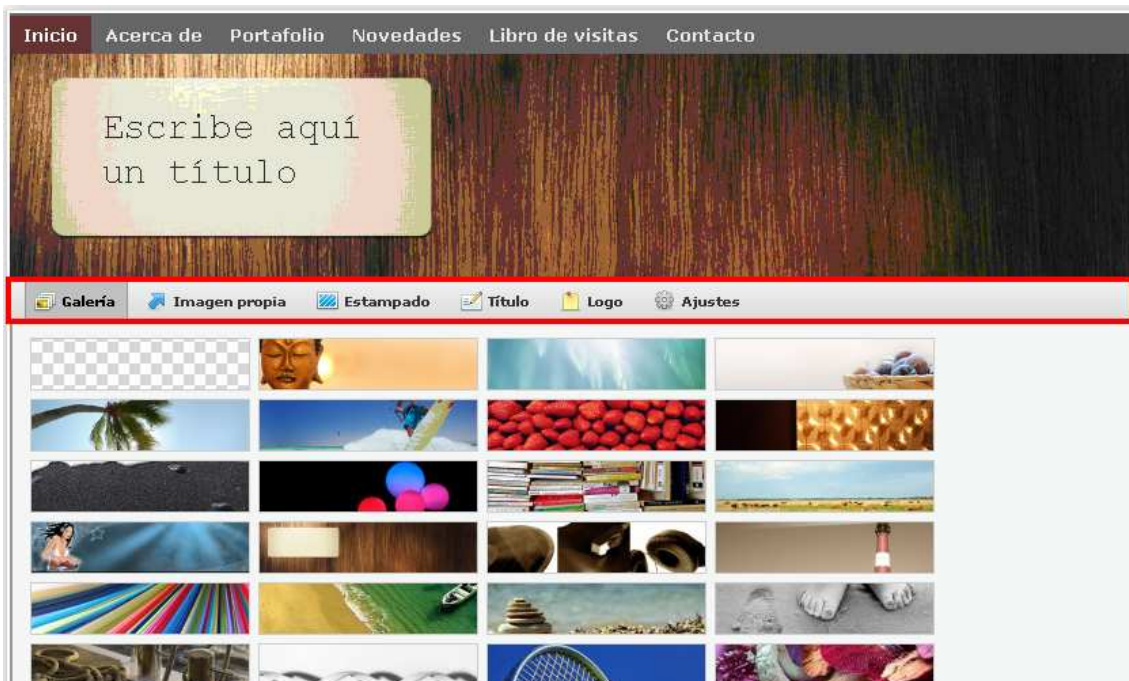 Inicio Acerca de Portafolio Novedades Libro de visitas Contacto
Escribe aquí
un título
Galería Imagen propia Estampado Título Logo Ajustes